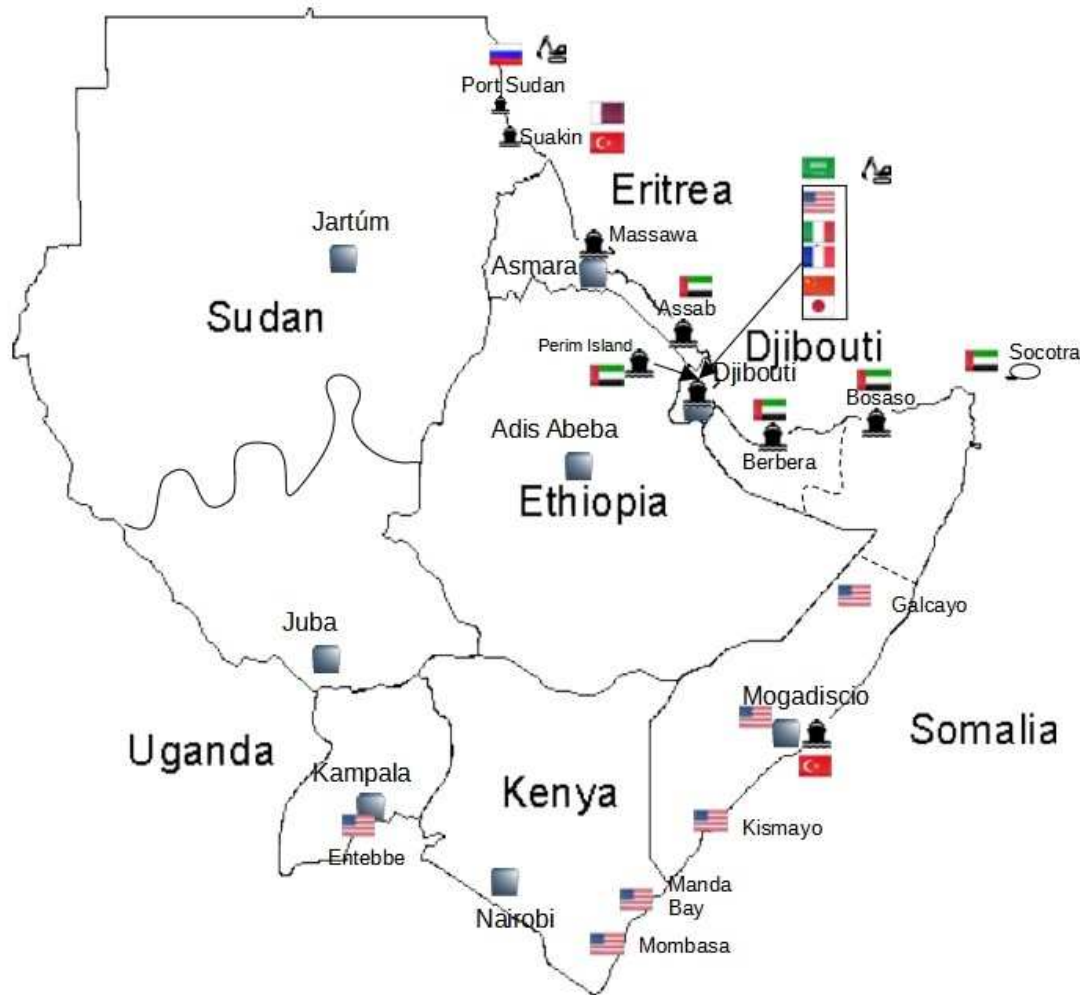 Port Sudan
Suakin
Eritrea
Jartúm
Massawa
Asmara
Sudan
Assab
Djibouti
Perim Island
Socotra
Djibouti
Bosaso
Adis Abeba
Berbera
Ethiopia
Galcayo
Juba
Mogadiscio
Somalia
Uganda
Kampala
Kenya
Kismayo
Entebbe
Manda
Bay
Nairobi
Mombasa